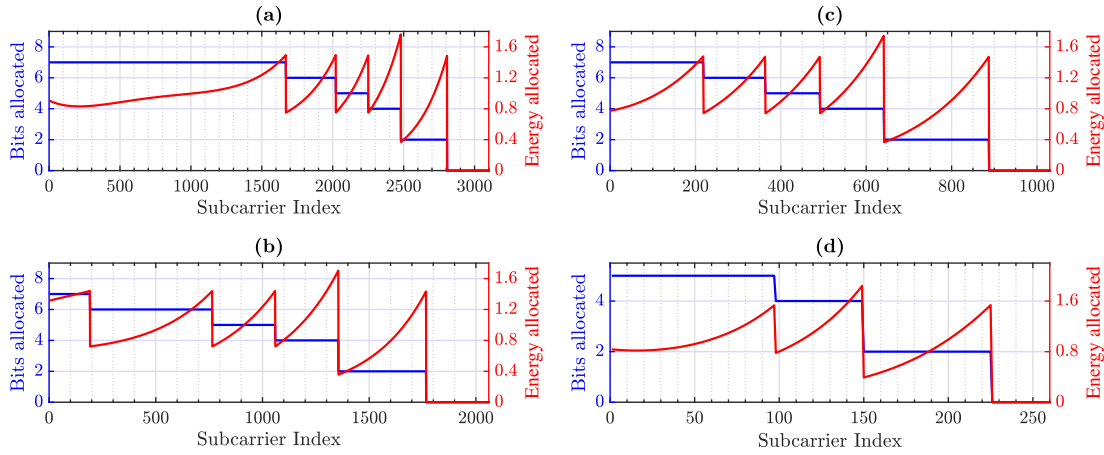 (a)
Bits allocated
8
6
4
2
0
1.6
1.2
0.8
0.4
0
Energy allocated
0 500 1000 1500 2000 2500 3000
Subcarrier Index
(c)
Bits allocated
8
6
4
2
0
1.6
1.2
0.8
0.4
0
Energy allocated
0 200 400 600 800 1000
Subcarrier Index
(b)
Bits allocated
8
6
4
2
0
1.6
1.2
0.8
0.4
0
Energy allocated
0 500 1000 1500 2000
Subcarrier Index
(d)
Bits allocated
4
2
0
1.6
0.8
0
Energy allocated
0 50 100 150 200 250
Subcarrier Index